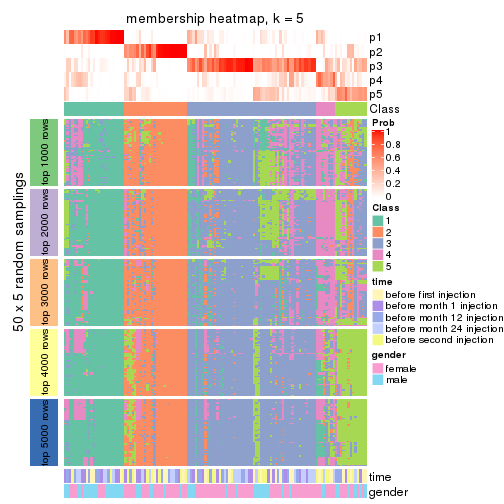 membership heatmap, k = 5
p1
p2
p3
p4
p5
Class
50 x 5 random samplings
top 1000 rows
top 2000 rows
top 3000 rows
top 4000 rows
top 5000 rows
time
gender
Prob
1
0.8
0.6
0.4
0.2
0
Class
1
2
3
4
5
time
before first injection
before month 1 injection
before month 12 injection
before month 24 injection
before second injection
gender
female
male